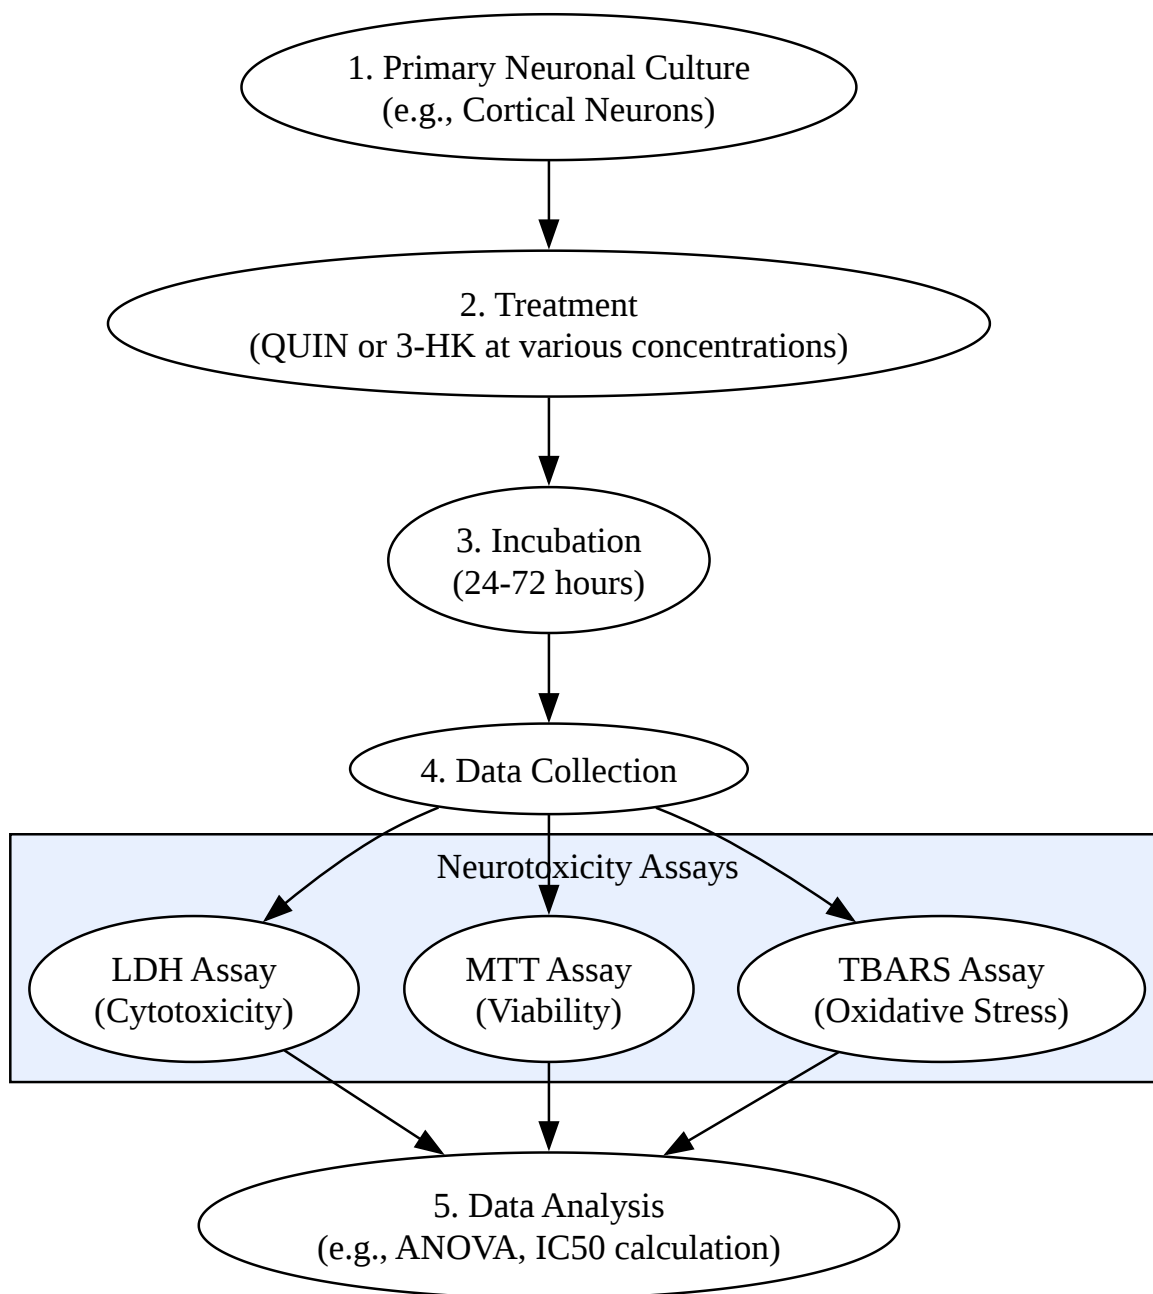 1. Primary Neuronal Culture
(e.g., Cortical Neurons)
2. Treatment
(QUIN or 3-HK at various concentrations)
3. Incubation
(24-72 hours)
4. Data Collection
Neurotoxicity Assays
LDH Assay
(Cytotoxicity)
MTT Assay
(Viability)
TBARS Assay
(Oxidative Stress)
5. Data Analysis
(e.g., ANOVA, IC50 calculation)